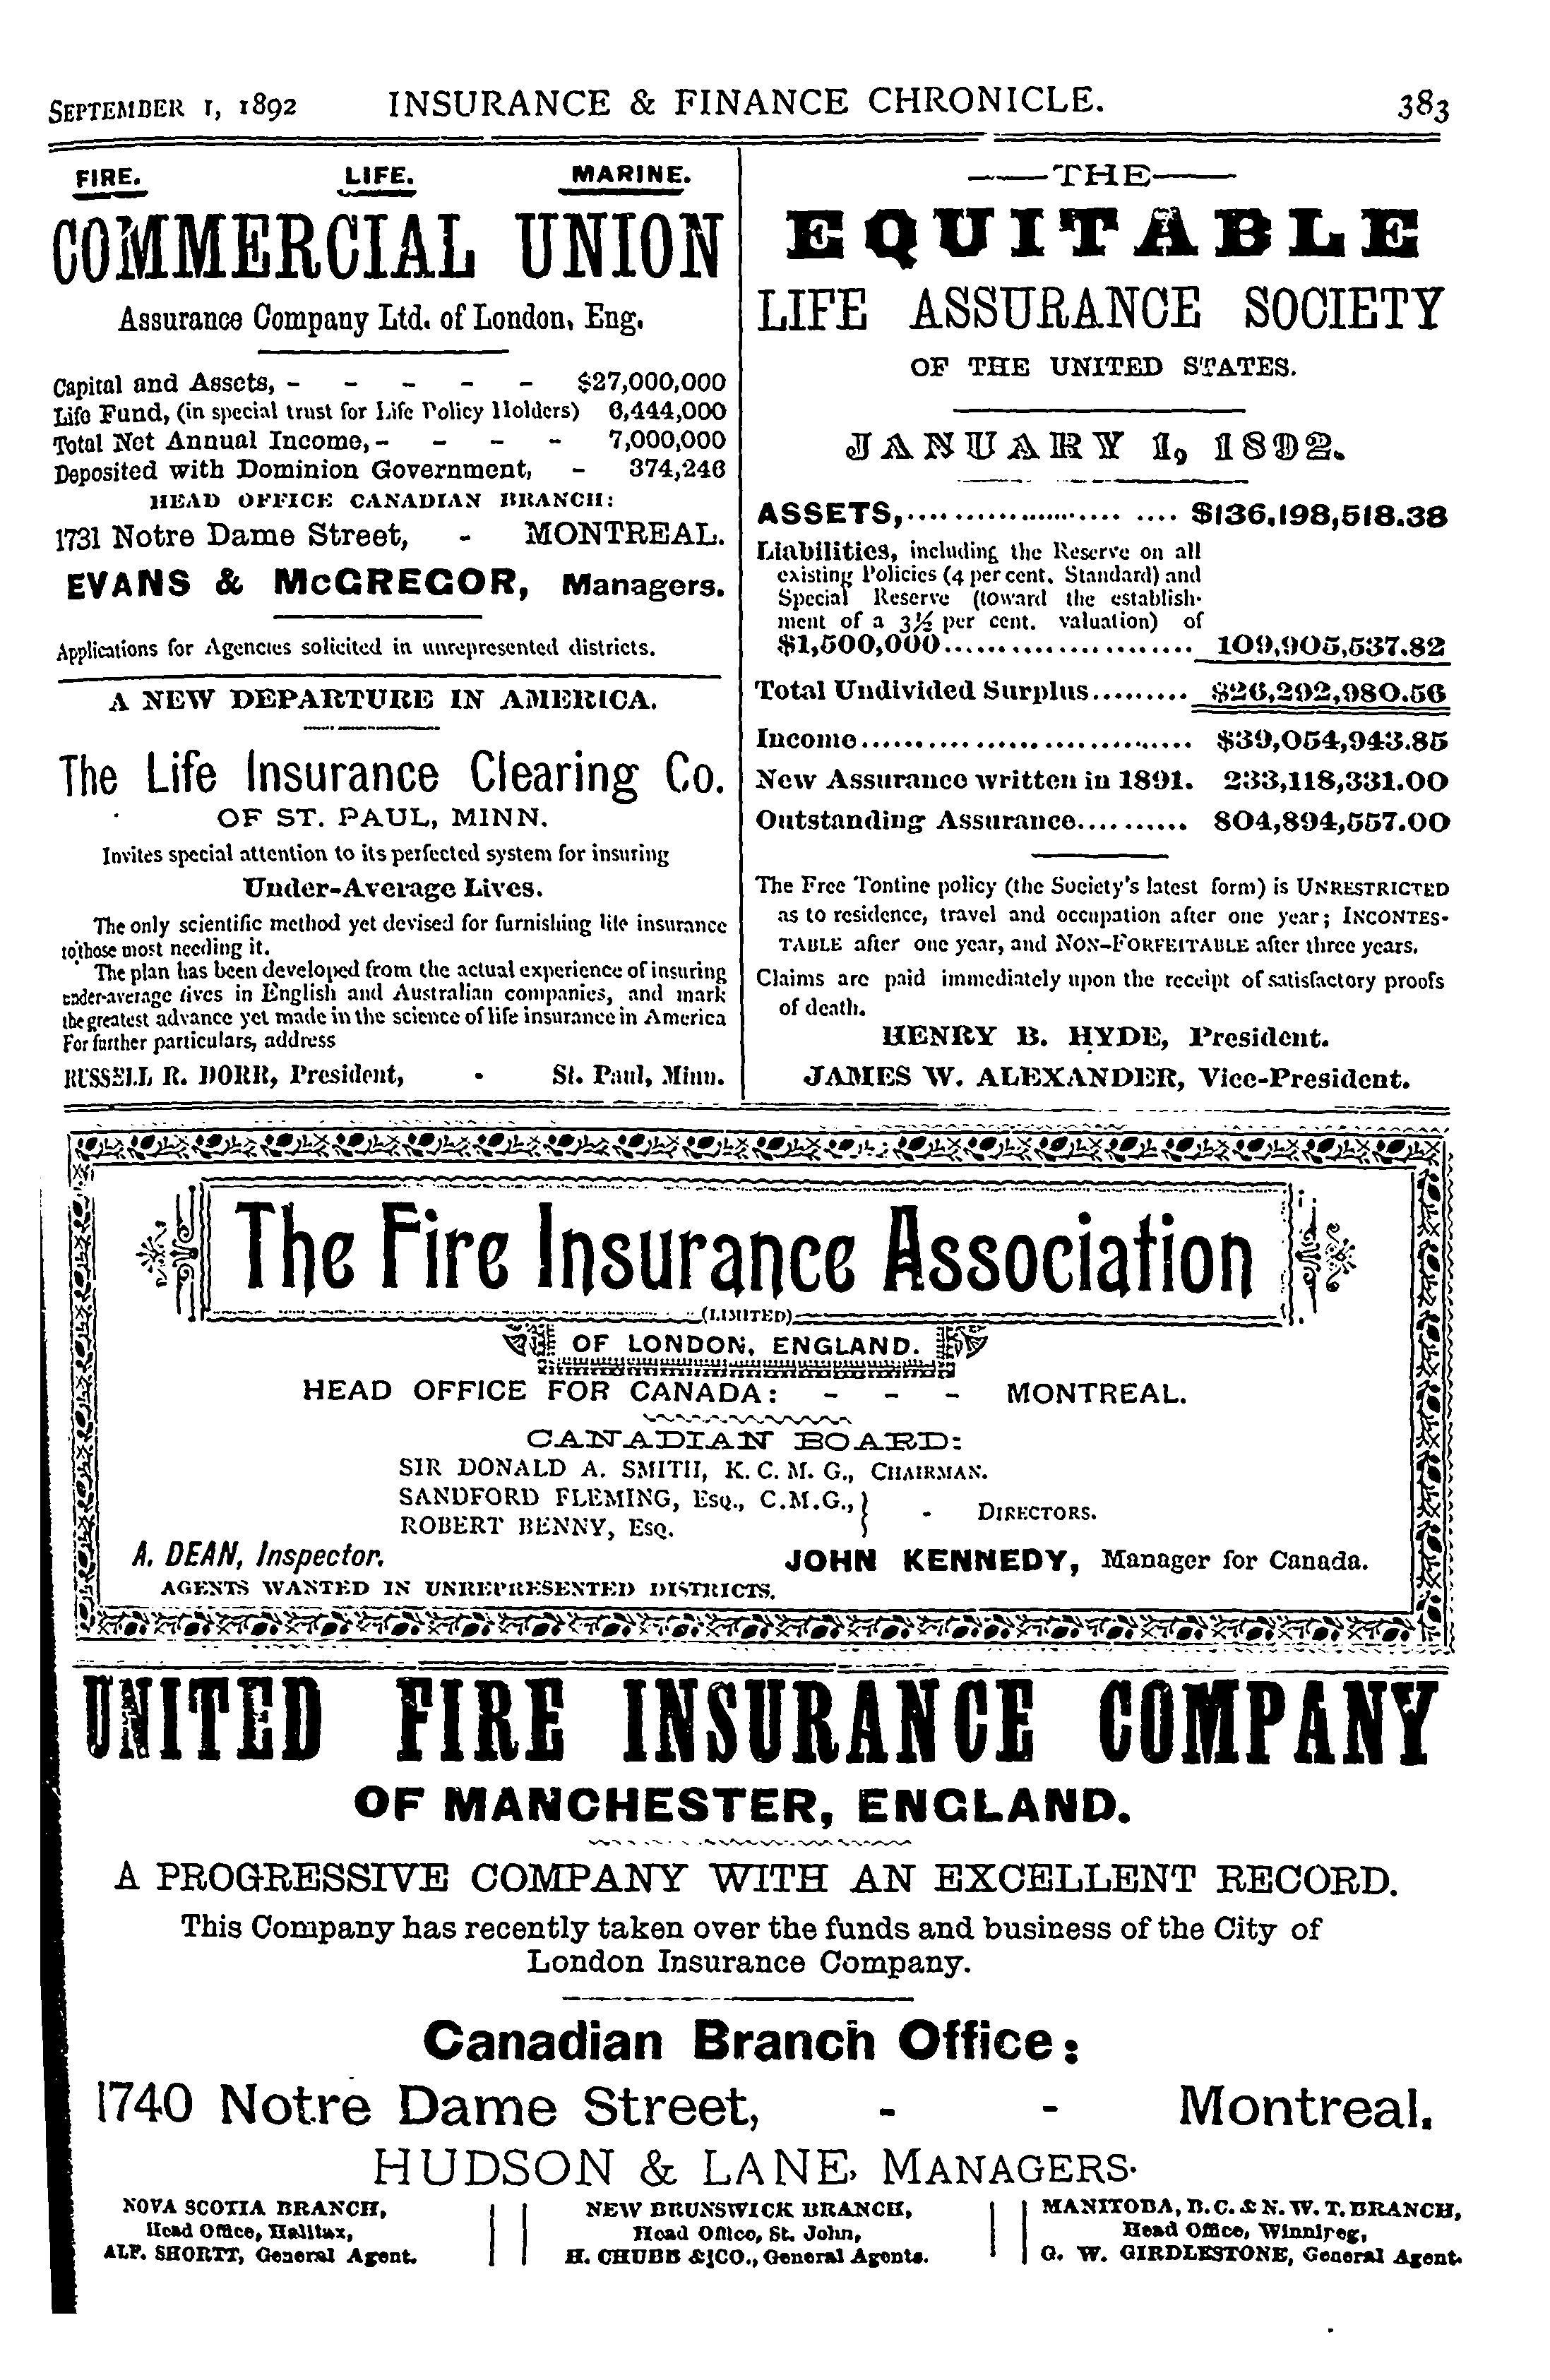 SEPTEMBER 1, 1892 INSURANCE & FINANCE CHRONICLE. 383
FIRE. LIFE. MARINE.
COMMERCIAL UNION
Assurance Company Ltd. of London, Eng.
Capital and Assets, - - - - - $27,000,000
Life Fund, (in special trust for Life Policy Holders) 6,444,000
Total Net Annual Income, - - - - 7,000,000
Deposited with Dominion Government, - 374,246
HEAD OFFICE CANADIAN BRANCH:
1731 Notre Dame Street, - MONTREAL.
EVANS & McGREGOR, Managers.
Applications for Agencies solicited in unrepresented districts.
A NEW DEPARTURE IN AMERICA.
The Life Insurance Clearing Co.
OF ST. PAUL, MINN.
Invites special attention to its perfected system for insuring
Under-Average Lives.
The only scientific method yet devised for furnishing life insurance
to those most needing it.
The plan has been developed from the actual experience of insuring
under-average lives in English and Australian companies, and mark
the greatest advance yet made in the science of life insurance in America
For further particulars, address
RUSSELL R. DORR, President, - St. Paul, Minn.
THE
EQUITABLE
LIFE ASSURANCE SOCIETY
OF THE UNITED STATES.
JANUARY 1, 1892.
ASSETS,.................... $136,198,518.38
Liabilities, including the Reserve on all
existing Policies (4 per cent. Standard) and
Special Reserve (toward the establish-
ment of a 3½ per cent. valuation) of
$1,500,000....................... 109,905,537.82
Total Undivided Surplus......... $26,292,980.56
Income.............................. $39,054,943.85
New Assurance written in 1891. 233,118,331.00
Outstanding Assurance.......... 804,894,557.00
The Free Tontine policy (the Society's latest form) is UNRESTRICTED
as to residence, travel and occupation after one year; INCONTES-
TABLE after one year, and NON-FORFEITABLE after three years.
Claims are paid immediately upon the receipt of satisfactory proofs
of death.
HENRY B. HYDE, President.
JAMES W. ALEXANDER, Vice-President.
The Fire Insurance Association
(LIMITED)
OF LONDON, ENGLAND.
HEAD OFFICE FOR CANADA: - - - MONTREAL.
CANADIAN BOARD:
SIR DONALD A. SMITH, K. C. M. G., CHAIRMAN.
SANDFORD FLEMING, ESQ., C.M.G.,
ROBERT BENNY, ESQ. } - DIRECTORS.
A. DEAN, Inspector. JOHN KENNEDY, Manager for Canada.
AGENTS WANTED IN UNREPRESENTED DISTRICTS.
UNITED FIRE INSURANCE COMPANY
OF MANCHESTER, ENGLAND.
A PROGRESSIVE COMPANY WITH AN EXCELLENT RECORD.
This Company has recently taken over the funds and business of the City of
London Insurance Company.
Canadian Branch Office:
1740 Notre Dame Street, - - Montreal.
HUDSON & LANE, MANAGERS.
NOVA SCOTIA BRANCH,
Head Office, Halifax,
ALF. SHORTT, General Agent.
NEW BRUNSWICK BRANCH,
Head Office, St. John,
H. CHUBB & CO., General Agents.
MANITOBA, B.C. & N. W. T. BRANCH,
Head Office, Winnipeg,
G. W. GIRDLESTONE, General Agent.